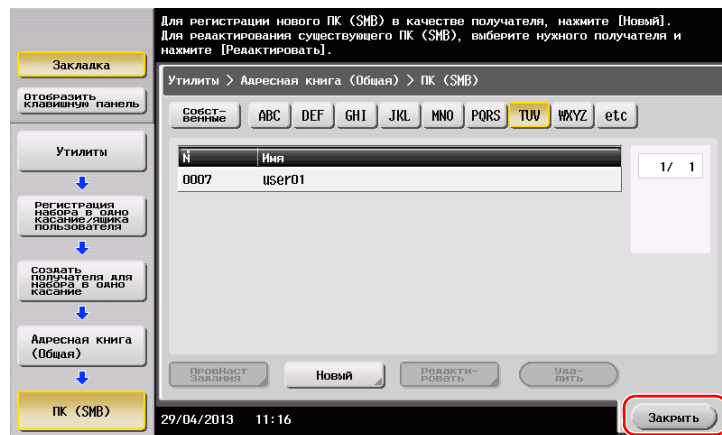 Для регистрации нового ПК (SMB) в качестве получателя, нажмите [Новый].
Для редактирования существующего ПК (SMB), выберите нужного получателя и
нажмите [Редактировать].
Закладка
Отобразить
клавишную панель
Утилиты
Регистрация
набора в одно
касание/ящика
пользователя
Создать
получателя для
набора в одно
касание
Адресная книга
(Общая)
ПК (SMB)
Утилиты > Адресная книга (Общая) > ПК (SMB)
Собст-
венные
ABC
DEF
GHI
JKL
MNO
PQRS
TUV
WXYZ
etc
N Имя
0007 user01
1/ 1
ПровНаст
Задания
Новый
Редакти-
ровать
Уда-
лить
29/04/2013 11:16
Закрыть